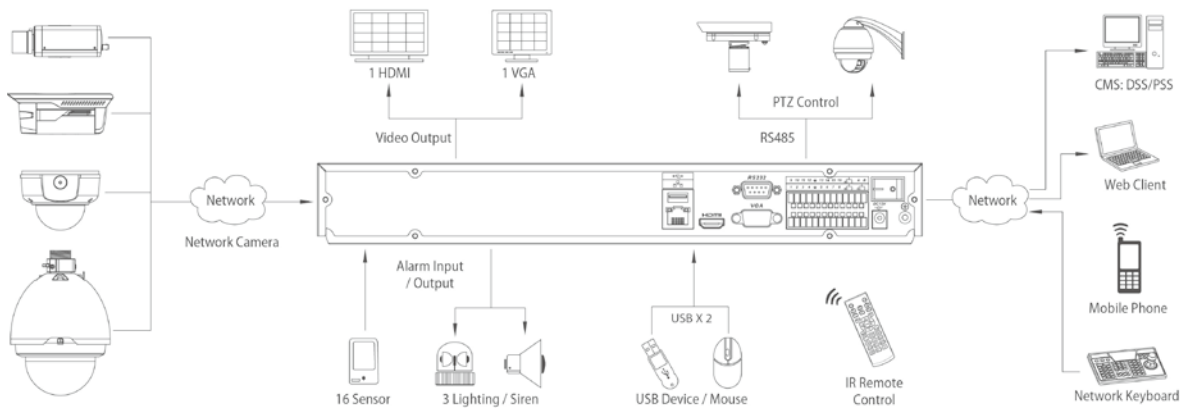 1 HDMI
1 VGA
Video Output
PTZ Control
RS485
CMS: DSS/PSS
Web Client
Mobile Phone
Network Keyboard
Network
Network Camera
RS232
VGA
HDMI
Network
Alarm Input
/ Output
16 Sensor
3 Lighting / Siren
USB X 2
USB Device / Mouse
IR Remote
Control